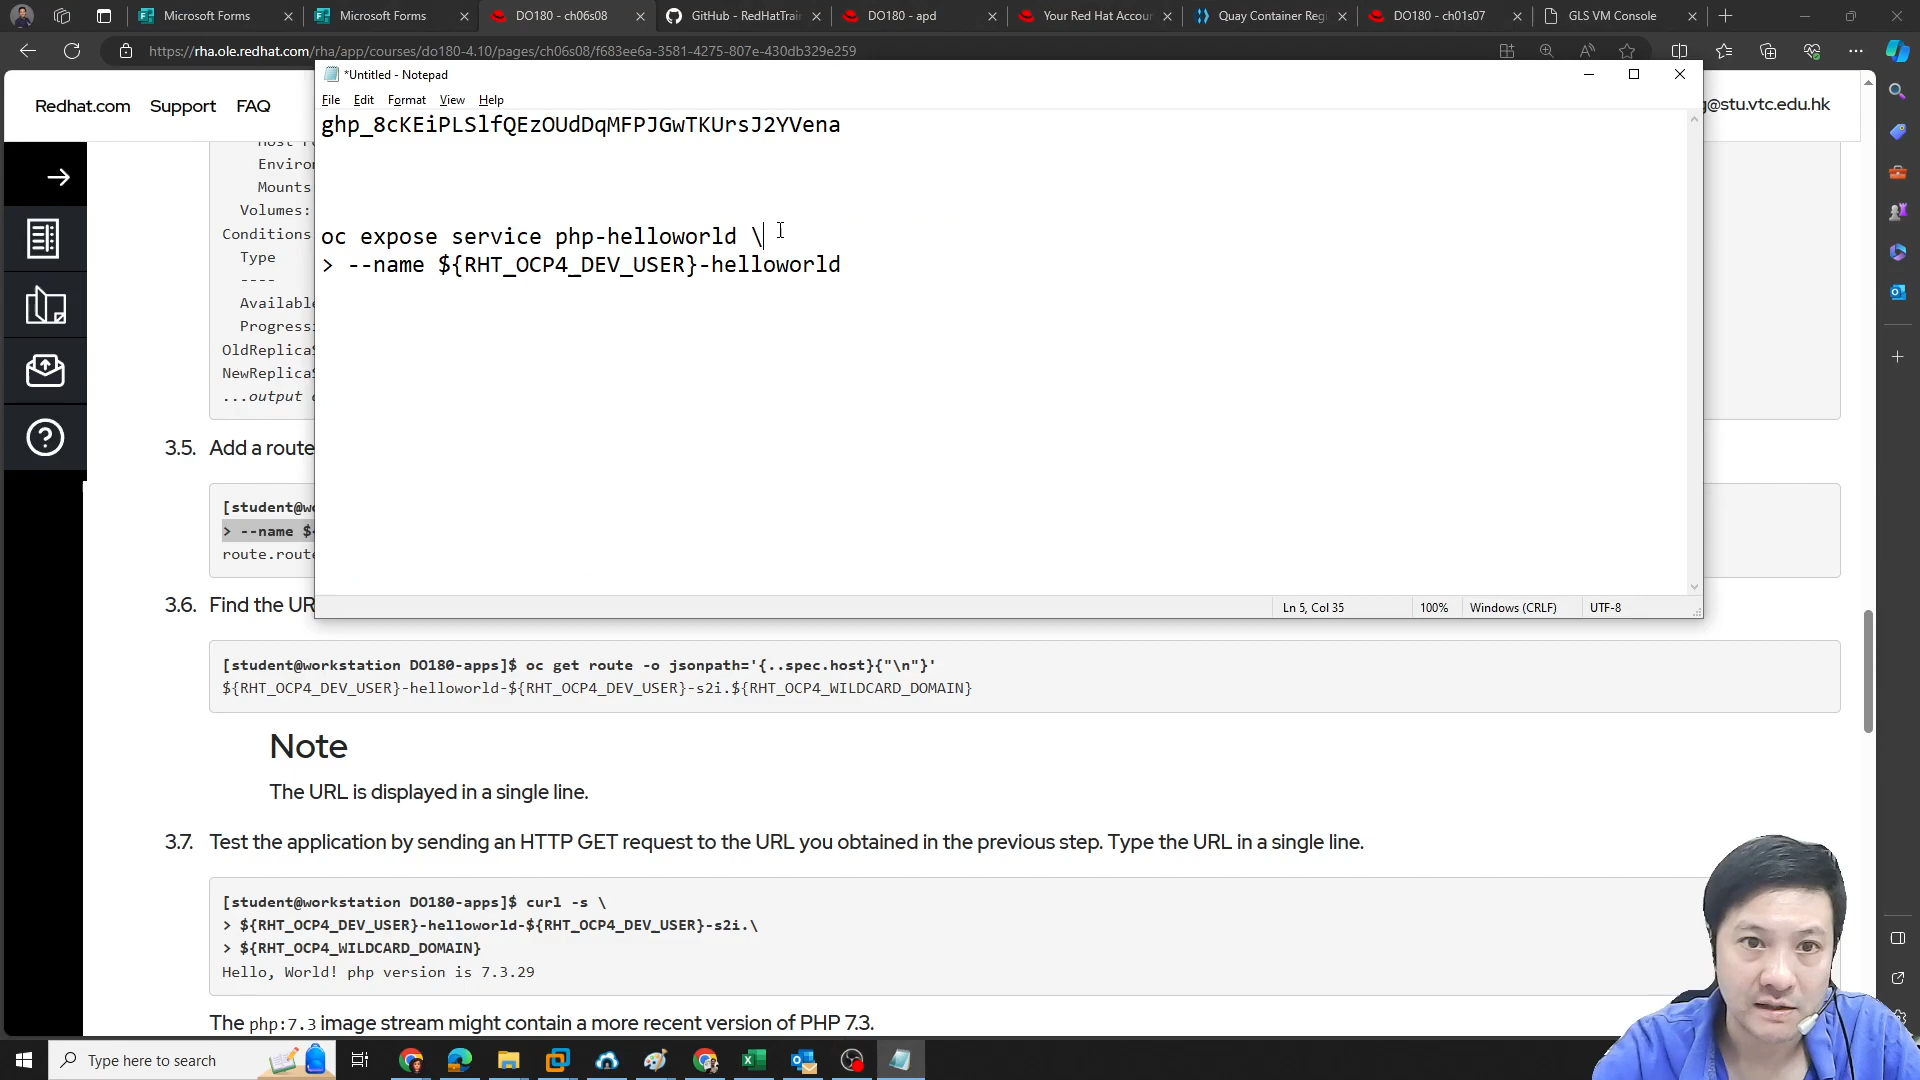 Microsoft Forms
Microsoft Forms
DO180 - ch06s08
GitHub - RedHatTrai
DO180 - apd
Your Red Hat Accou
Quay Container Regi
DO180 - ch01s07
GLS VM Console
https://rha.ole.redhat.com/rha/app/courses/do180-4.10/pages/ch06s08/f683ee6a-3581-4275-807e-430db329e259
Redhat.com Support FAQ
g@stu.vtc.edu.hk
*Untitled - Notepad
File Edit Format View Help
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
oc expose service php-helloworld \
> --name ${RHT_OCP4_DEV_USER}-helloworld
Ln 5, Col 35 100% Windows (CRLF) UTF-8
Environ
Mounts
Volumes:
Conditions
Type
----
Available
Progressi
OldReplicaS
NewReplicaS
...output
3.5. Add a route
[student@wo
> --name ${
route.route
3.6. Find the UR
[student@workstation DO180-apps]$ oc get route -o jsonpath='{..spec.host}{"\n"}'
${RHT_OCP4_DEV_USER}-helloworld-${RHT_OCP4_DEV_USER}-s2i.${RHT_OCP4_WILDCARD_DOMAIN}
Note
The URL is displayed in a single line.
3.7. Test the application by sending an HTTP GET request to the URL you obtained in the previous step. Type the URL in a single line.
[student@workstation DO180-apps]$ curl -s \
> ${RHT_OCP4_DEV_USER}-helloworld-${RHT_OCP4_DEV_USER}-s2i.\
> ${RHT_OCP4_WILDCARD_DOMAIN}
Hello, World! php version is 7.3.29
The php:7.3 image stream might contain a more recent version of PHP 7.3.
Type here to search